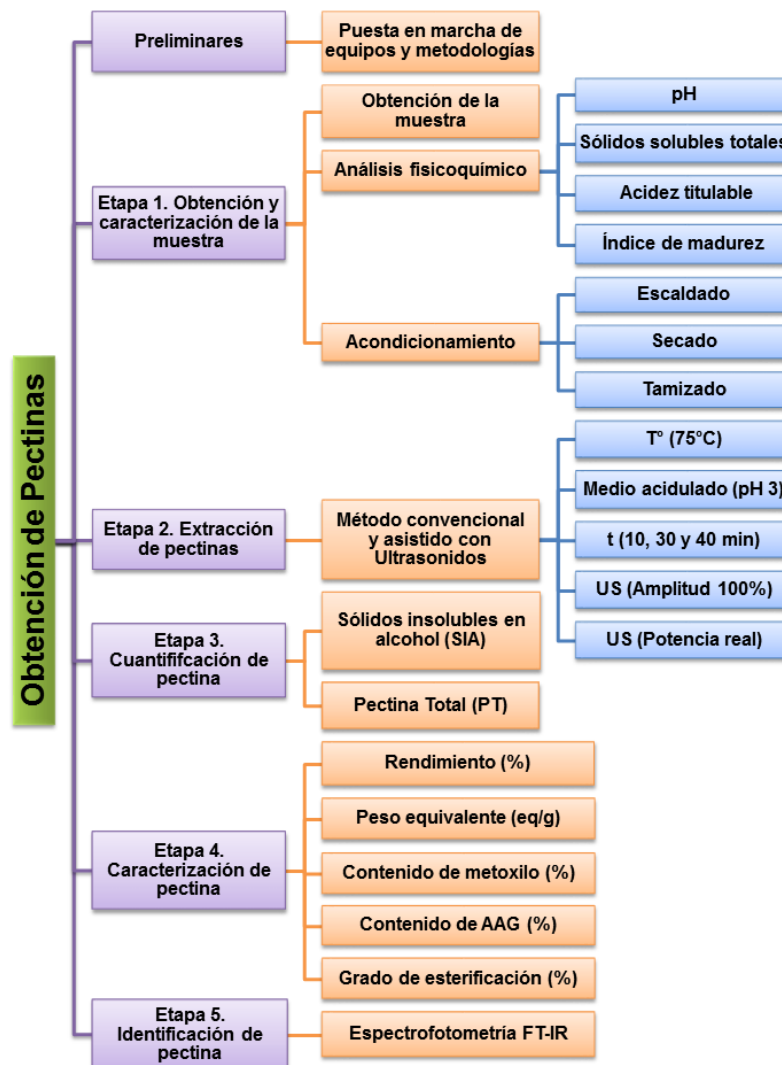 Obtención de Pectinas
Preliminares
Puesta en marcha de
equipos y metodologías
Etapa 1. Obtención y
caracterización de la
muestra
Obtención de la
muestra
Análisis fisicoquímico
pH
Sólidos solubles totales
Acidez titulable
Índice de madurez
Acondicionamiento
Escaldado
Secado
Tamizado
Etapa 2. Extracción
de pectinas
Método convencional
y asistido con
Ultrasonidos
T° (75°C)
Medio acidulado (pH 3)
t (10, 30 y 40 min)
US (Amplitud 100%)
US (Potencia real)
Etapa 3.
Cuantififcación de
pectina
Sólidos insolubles en
alcohol (SIA)
Pectina Total (PT)
Etapa 4.
Caracterización de
pectina
Rendimiento (%)
Peso equivalente (eq/g)
Contenido de metoxilo (%)
Contenido de AAG (%)
Grado de esterificación (%)
Etapa 5.
Identificación de
pectina
Espectrofotometría FT-IR